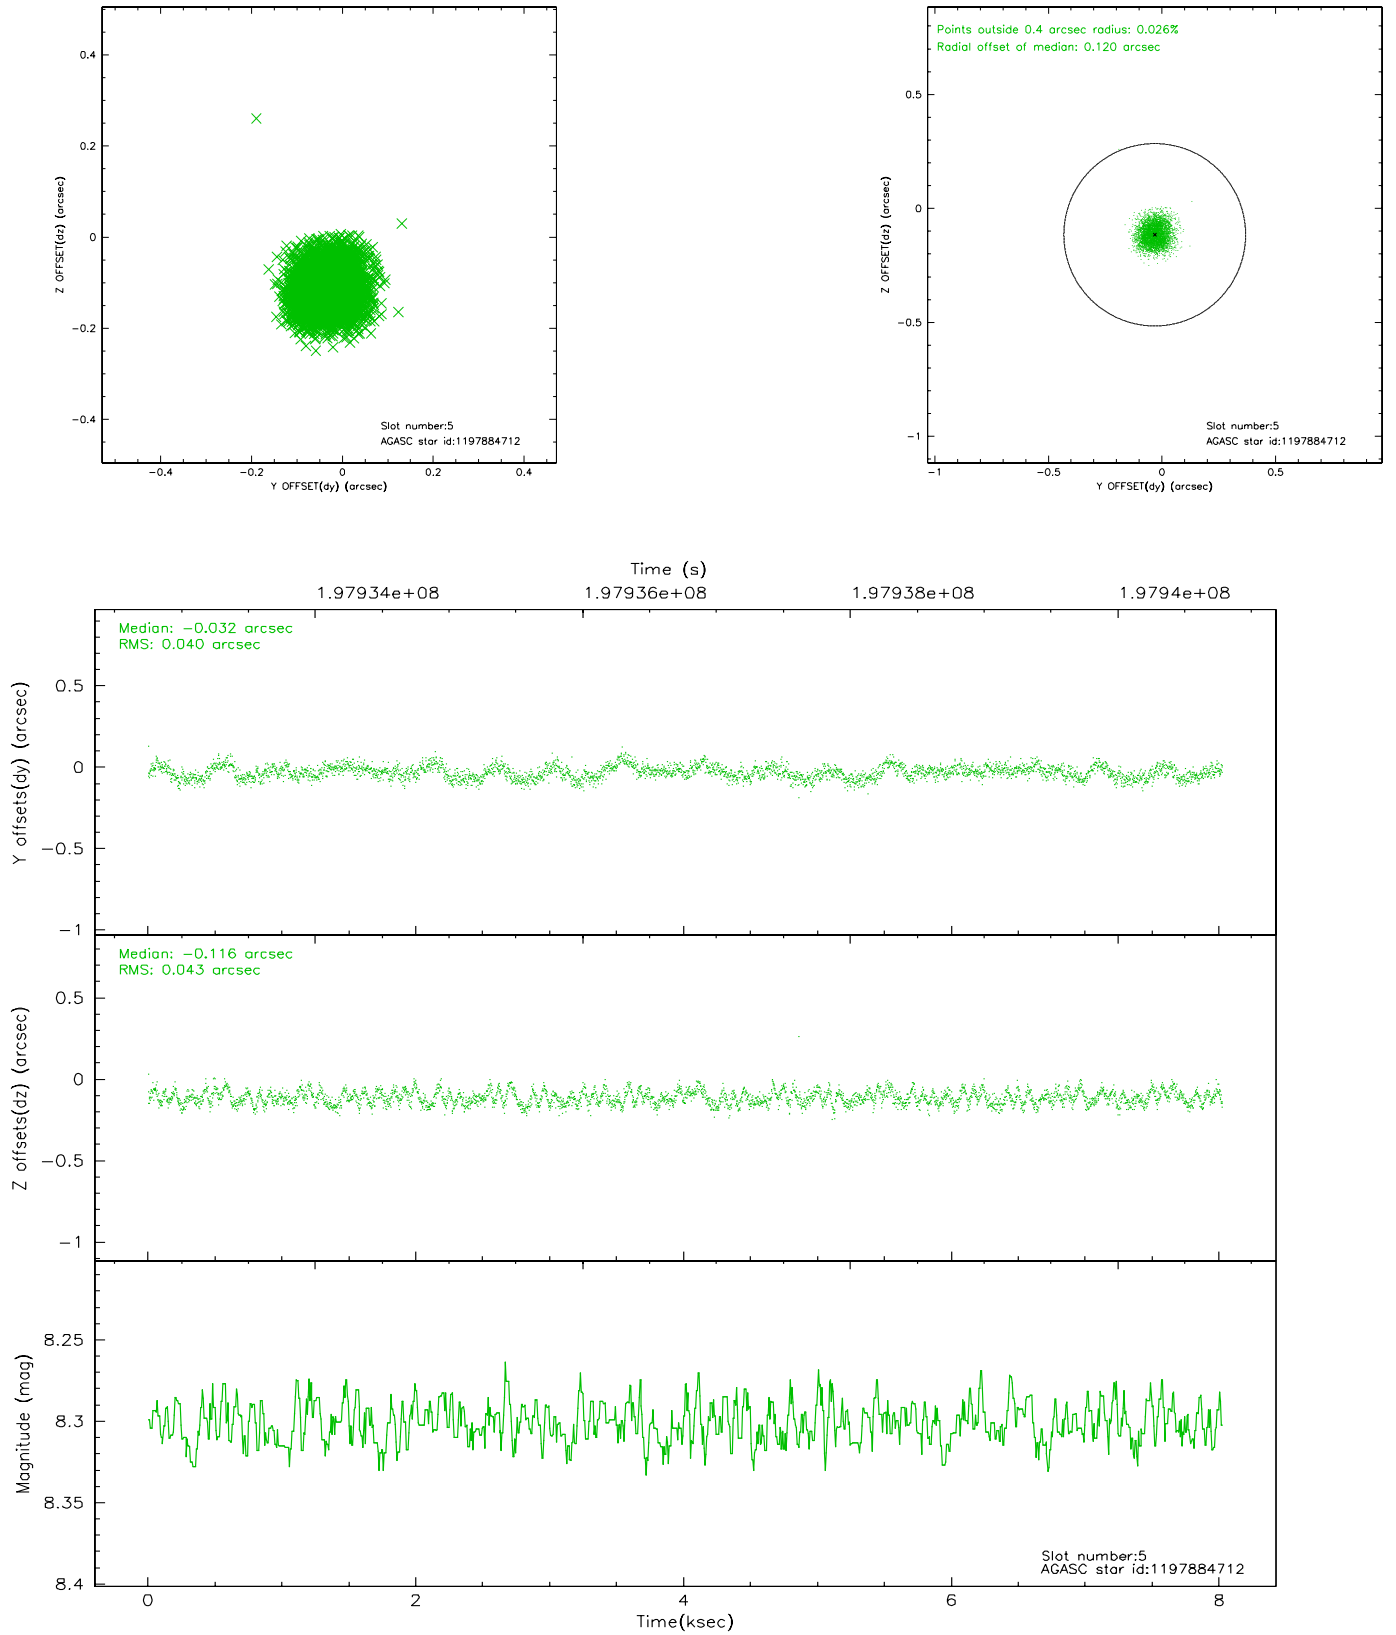 0.4
0.2
0
−0.2
−0.4
Z OFFSET(dz) (arcsec)
Slot number:5
AGASC star id:1197884712
−0.4
−0.2
0
0.2
0.4
Y OFFSET(dy) (arcsec)
Points outside 0.4 arcsec radius: 0.026%
Radial offset of median: 0.120 arcsec
0.5
0
−0.5
−1
Z OFFSET(dz) (arcsec)
Slot number:5
AGASC star id:1197884712
−1
−0.5
0
0.5
Y OFFSET(dy) (arcsec)
Time (s)
1.97934e+08
1.97936e+08
1.97938e+08
1.9794e+08
Median: −0.032 arcsec
RMS: 0.040 arcsec
0.5
0
−0.5
−1
Y offsets(dy) (arcsec)
Median: −0.116 arcsec
RMS: 0.043 arcsec
0.5
0
−0.5
−1
Z offsets(dz) (arcsec)
8.25
8.3
8.35
8.4
Magnitude (mag)
Slot number:5
AGASC star id:1197884712
0
2
4
6
8
Time(ksec)